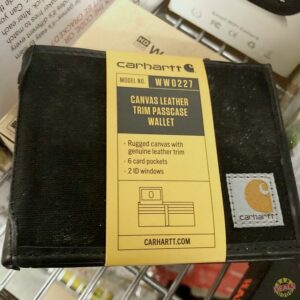 carhartt
MODEL NO. WW0227
CANVAS LEATHER
TRIM PASSCASE
WALLET
· Rugged canvas with
genuine leather trim
· 6 card pockets
· 2 ID windows
CARHARTT.COM
carhartt